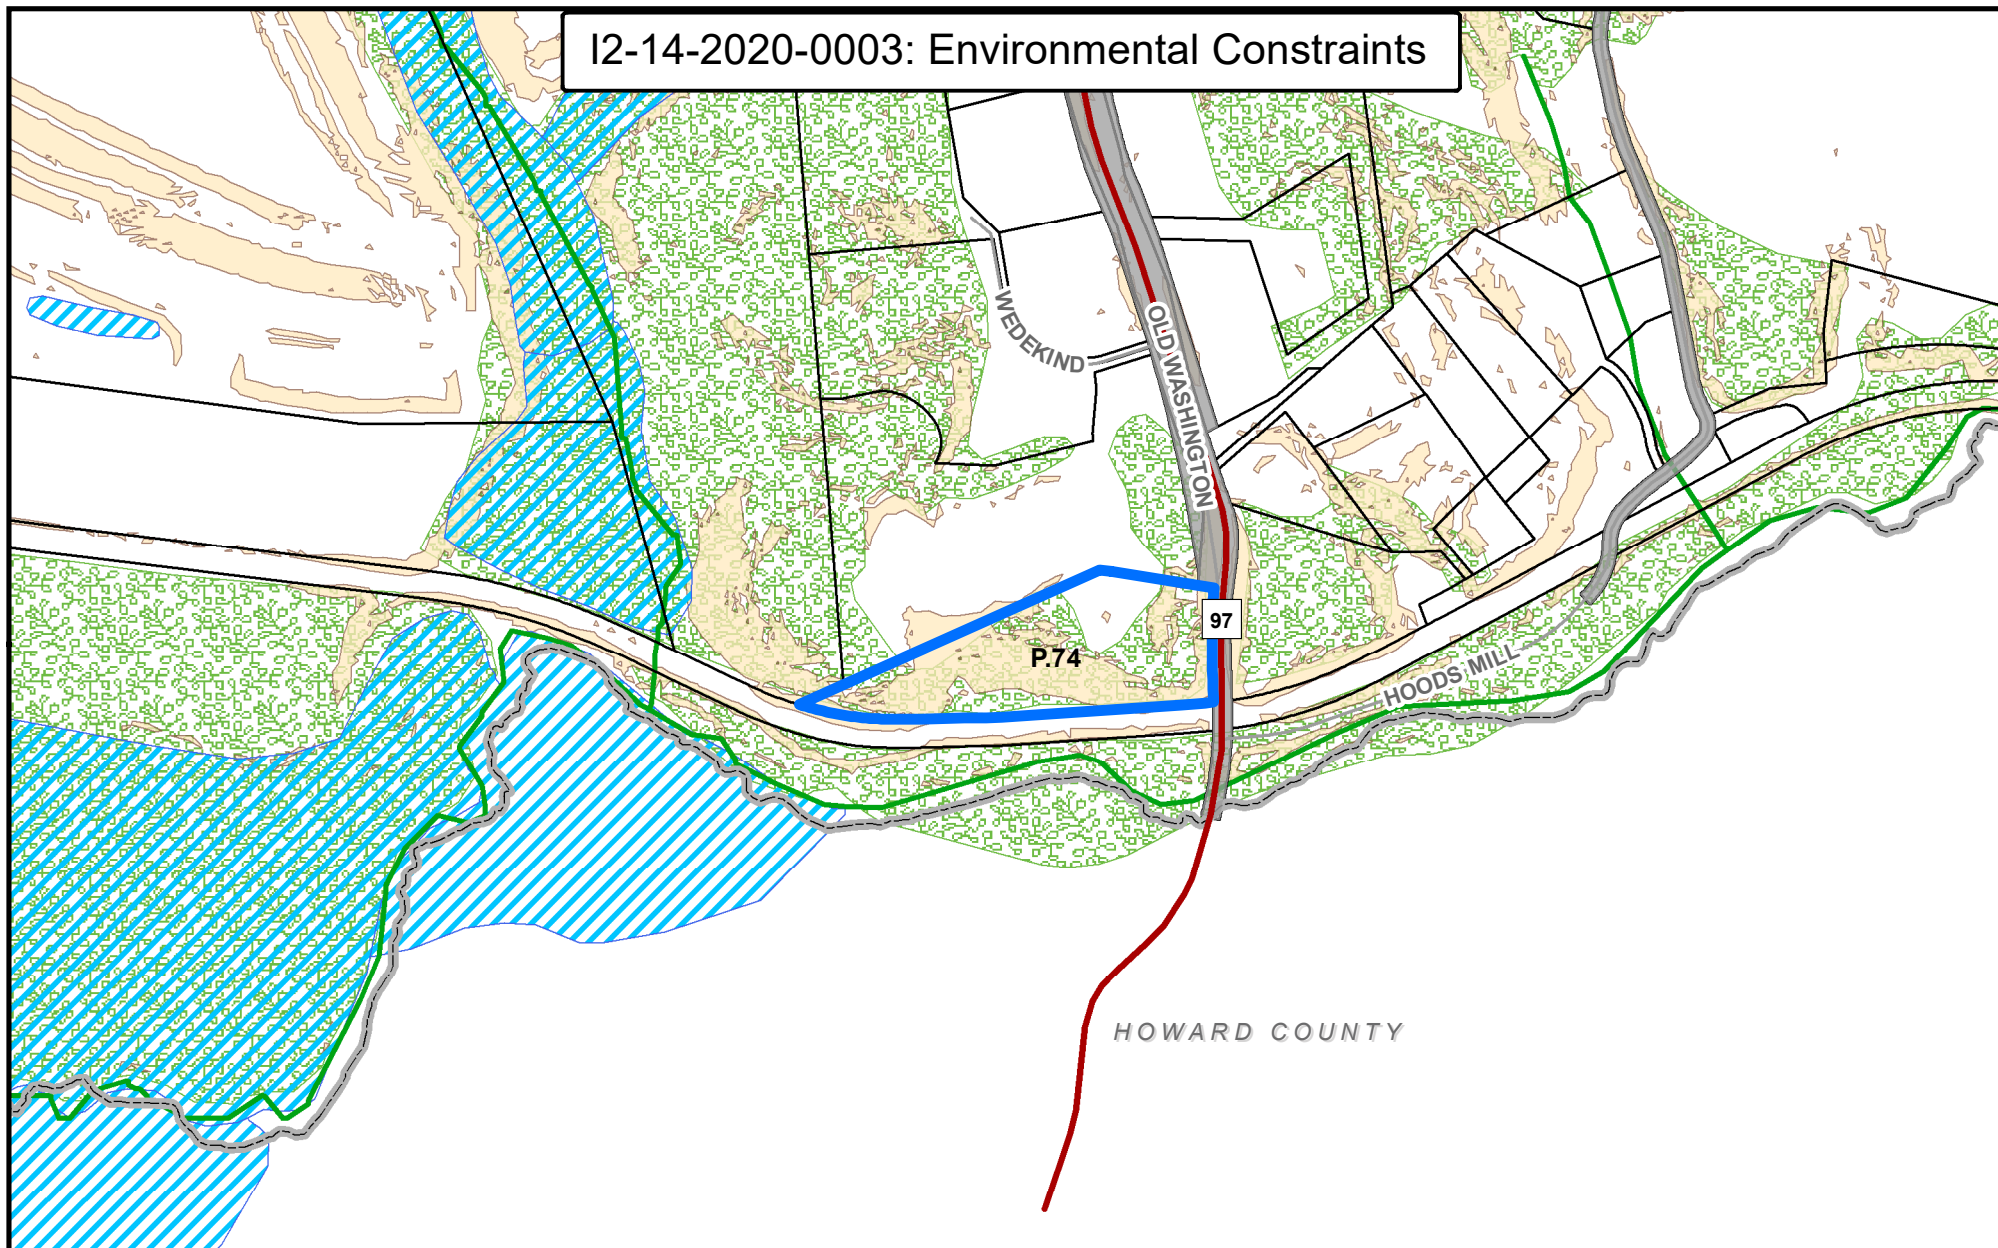 I2-14-2020-0003: Environmental Constraints
WEDEKIND
OLD WASHINGTON
97
P.74
HOODS MILL
HOWARD COUNTY